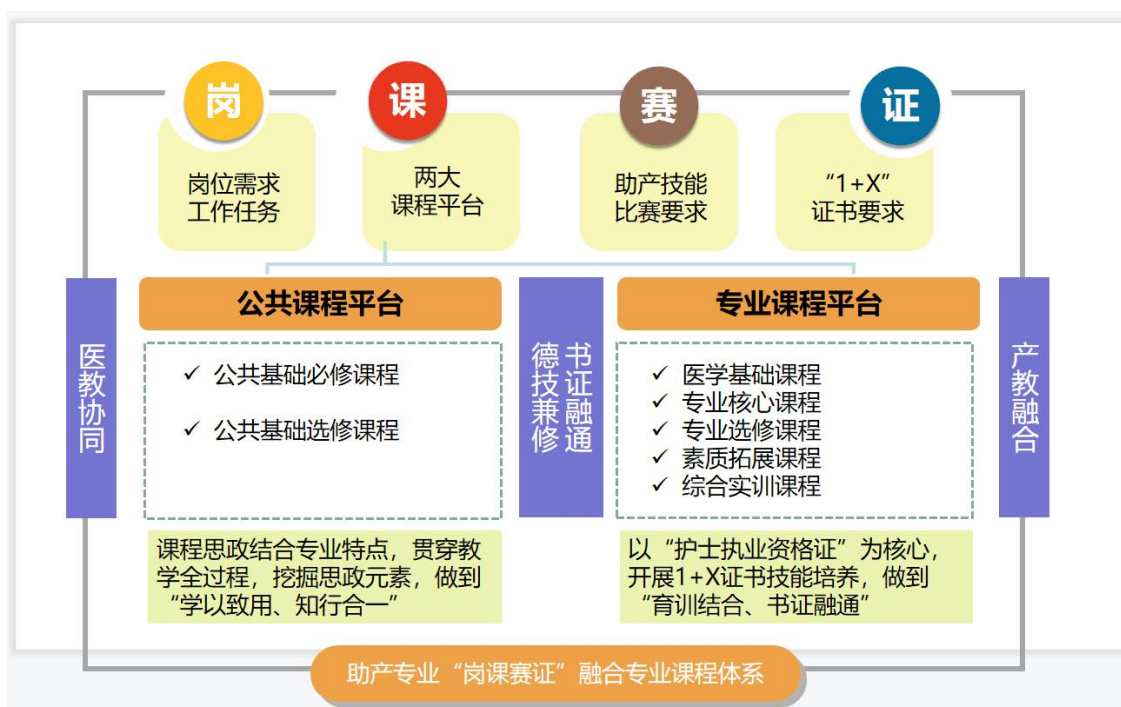 岗
课
赛
证
岗位需求
工作任务
两大
课程平台
助产技能
比赛要求
“1+X”
证书要求
医教协同
公共课程平台
✓ 公共基础必修课程
✓ 公共基础选修课程
课程思政结合专业特点，贯穿教
学全过程，挖掘思政元素，做到
“学以致用、知行合一”
书证融通
德技兼修
专业课程平台
✓ 医学基础课程
✓ 专业核心课程
✓ 专业选修课程
✓ 素质拓展课程
✓ 综合实训课程
以“护士执业资格证”为核心，
开展1+X证书技能培养，做到
“育训结合、书证融通”
产教融合
助产专业“岗课赛证”融合专业课程体系